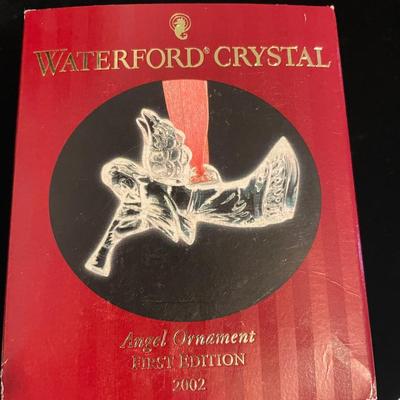 WATERFORD® CRYSTAL
Angel Ornament
FIRST EDITION
2002